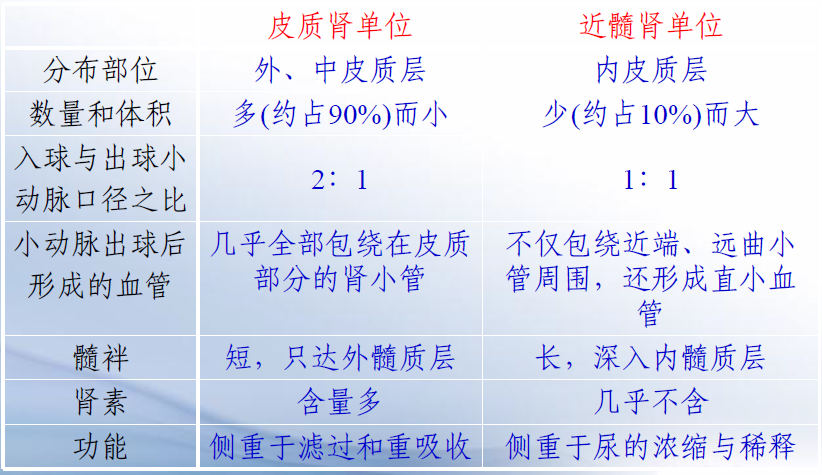 皮质肾单位 近髓肾单位
分布部位 外、中皮质层 内皮质层
数量和体积 多(约占90%)而小 少(约占10%)而大
入球与出球小
动脉口径之比 2：1 1：1
小动脉出球后 几乎全部包绕在皮质 不仅包绕近端、远曲小
形成的血管 部分的肾小管 管周围，还形成直小血
管
髓袢 短，只达外髓质层 长，深入内髓质层
肾素 含量多 几乎不含
功能 侧重于滤过和重吸收 侧重于尿的浓缩与稀释